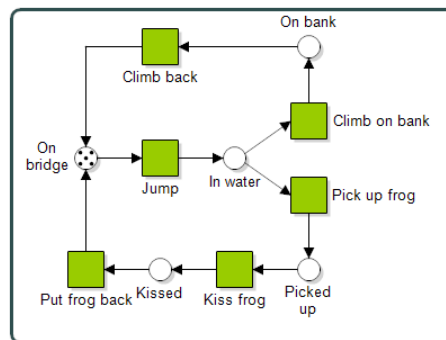 On bank
Climb back
Climb on bank
On
bridge
Jump
In water
Pick up frog
Put frog back
Kissed
Kiss frog
Picked
up